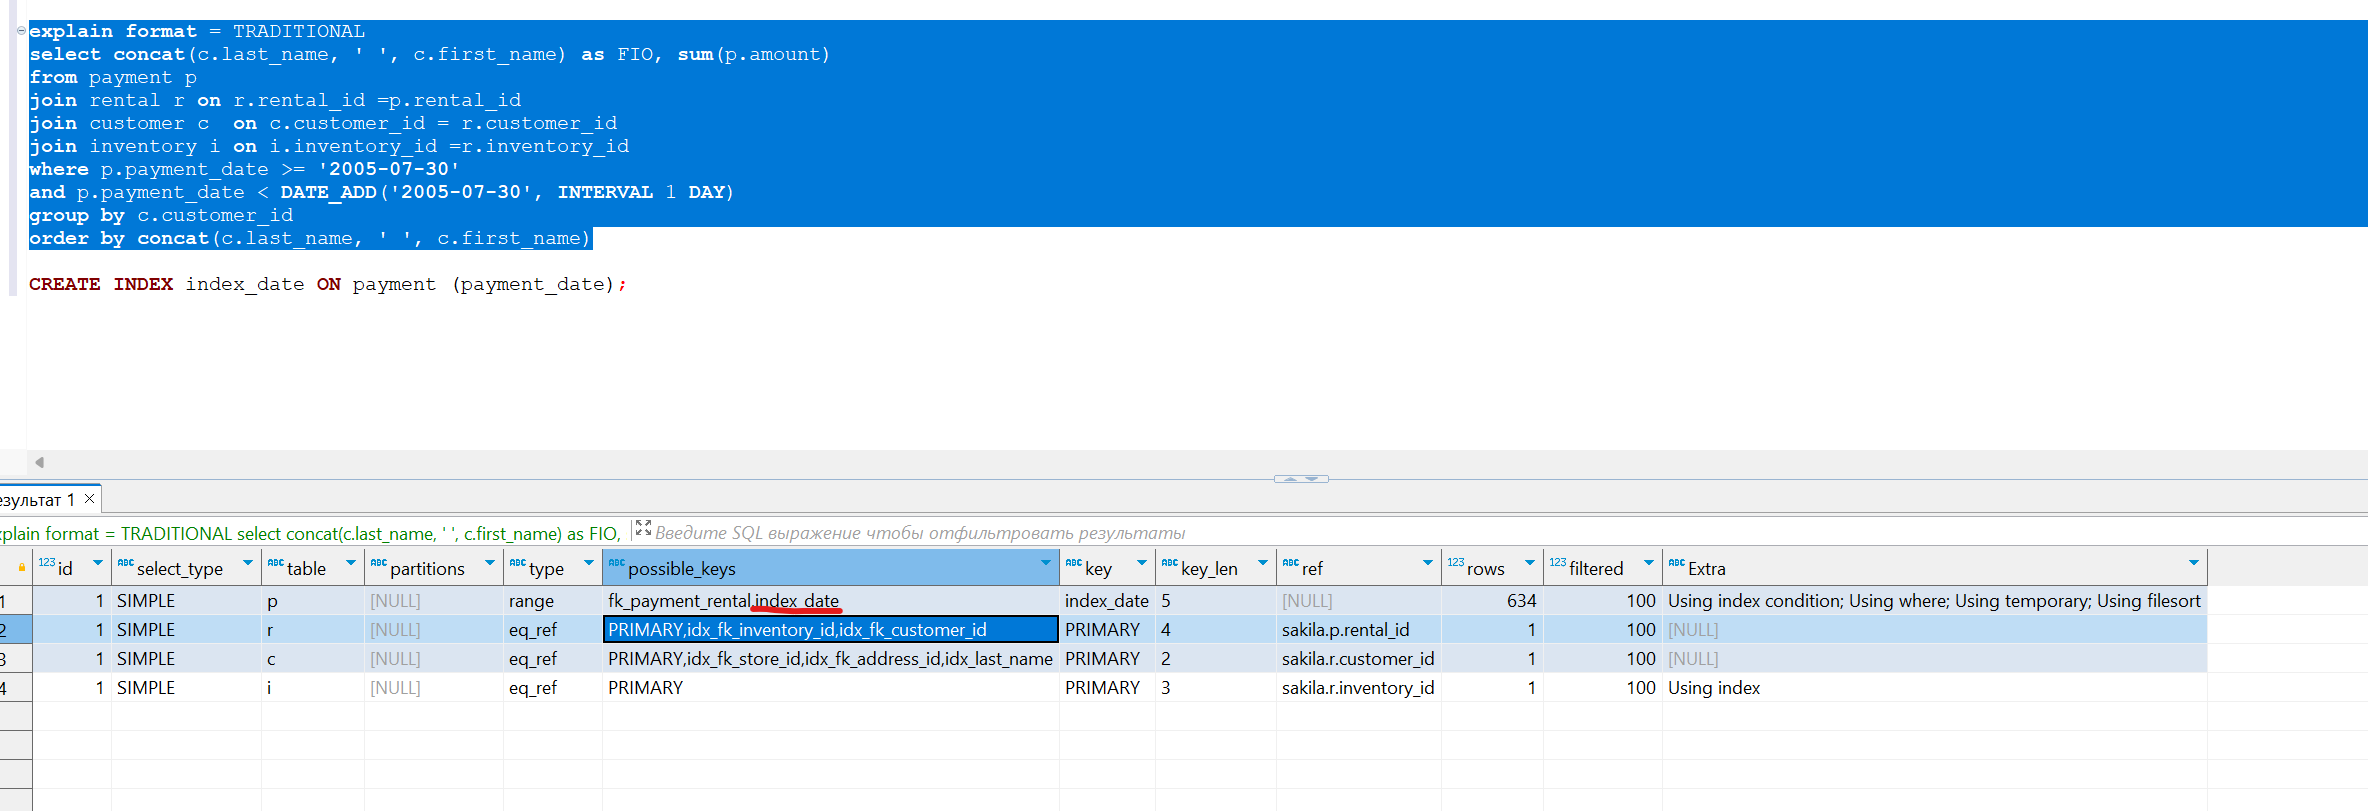 explain format = TRADITIONAL
select concat(c.last_name, ' ', c.first_name) as FIO, sum(p.amount)
from payment p
join rental r on r.rental_id =p.rental_id
join customer c  on c.customer_id = r.customer_id
join inventory i on i.inventory_id =r.inventory_id
where p.payment_date >= '2005-07-30'
and p.payment_date < DATE_ADD('2005-07-30', INTERVAL 1 DAY)
group by c.customer_id
order by concat(c.last_name, ' ', c.first_name)
CREATE INDEX index_date ON payment (payment_date);
езультат 1
xplain format = TRADITIONAL select concat(c.last_name, ' ', c.first_name) as FIO, Введите SQL выражение чтобы отфильтровать результаты
123 id ABC select_type ABC table ABC partitions ABC type ABC possible_keys ABC key ABC key_len ABC ref 123 rows 123 filtered ABC Extra
1 1 SIMPLE p [NULL] range fk_payment_rental,index_date index_date 5 [NULL] 634 100 Using index condition; Using where; Using temporary; Using filesort
2 1 SIMPLE r [NULL] eq_ref PRIMARY,idx_fk_inventory_id,idx_fk_customer_id PRIMARY 4 sakila.p.rental_id 1 100 [NULL]
3 1 SIMPLE c [NULL] eq_ref PRIMARY,idx_fk_store_id,idx_fk_address_id,idx_last_name PRIMARY 2 sakila.r.customer_id 1 100 [NULL]
4 1 SIMPLE i [NULL] eq_ref PRIMARY PRIMARY 3 sakila.r.inventory_id 1 100 Using index